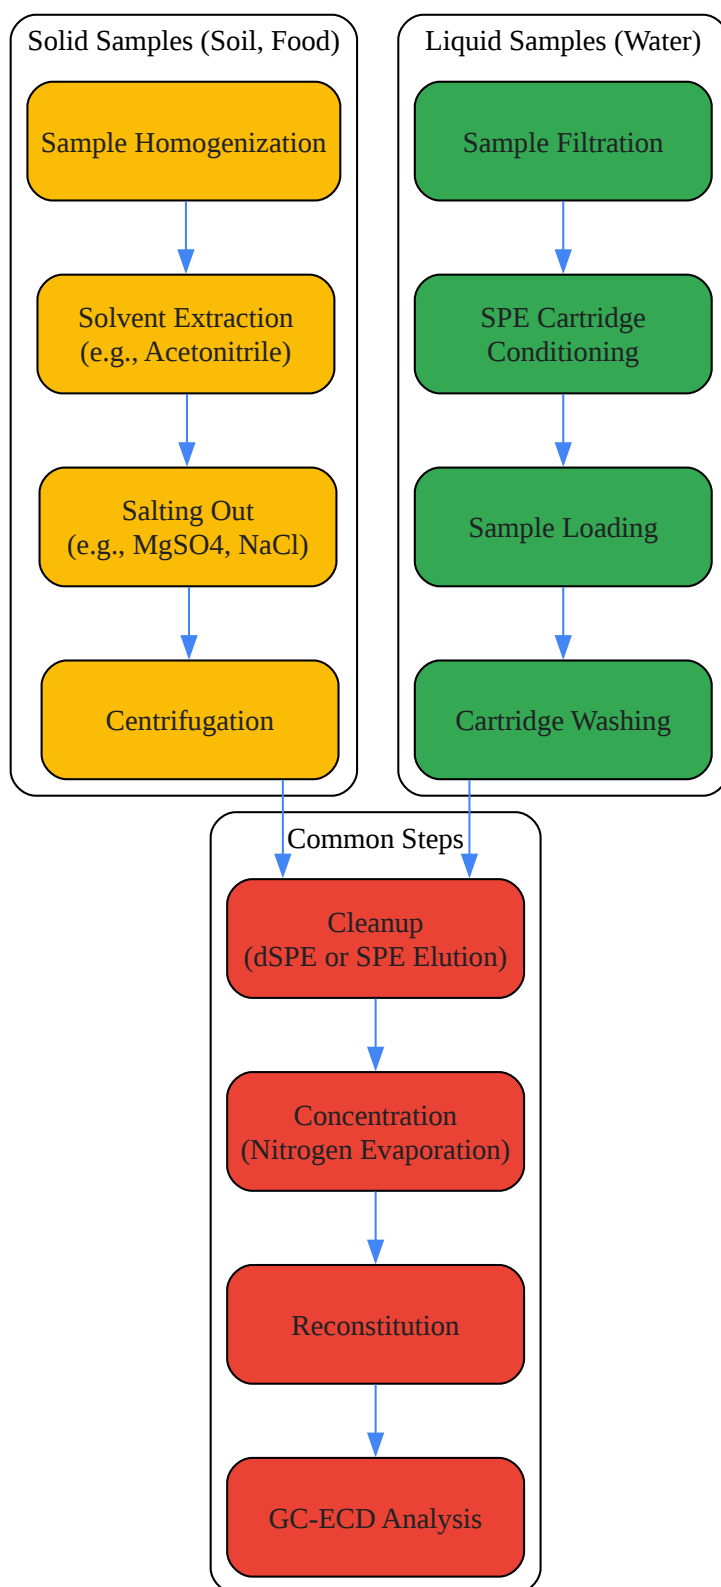 Solid Samples (Soil, Food)
Sample Homogenization
Solvent Extraction
(e.g., Acetonitrile)
Salting Out
(e.g., MgSO4, NaCl)
Centrifugation
Liquid Samples (Water)
Sample Filtration
SPE Cartridge
Conditioning
Sample Loading
Cartridge Washing
Common Steps
Cleanup
(dSPE or SPE Elution)
Concentration
(Nitrogen Evaporation)
Reconstitution
GC-ECD Analysis